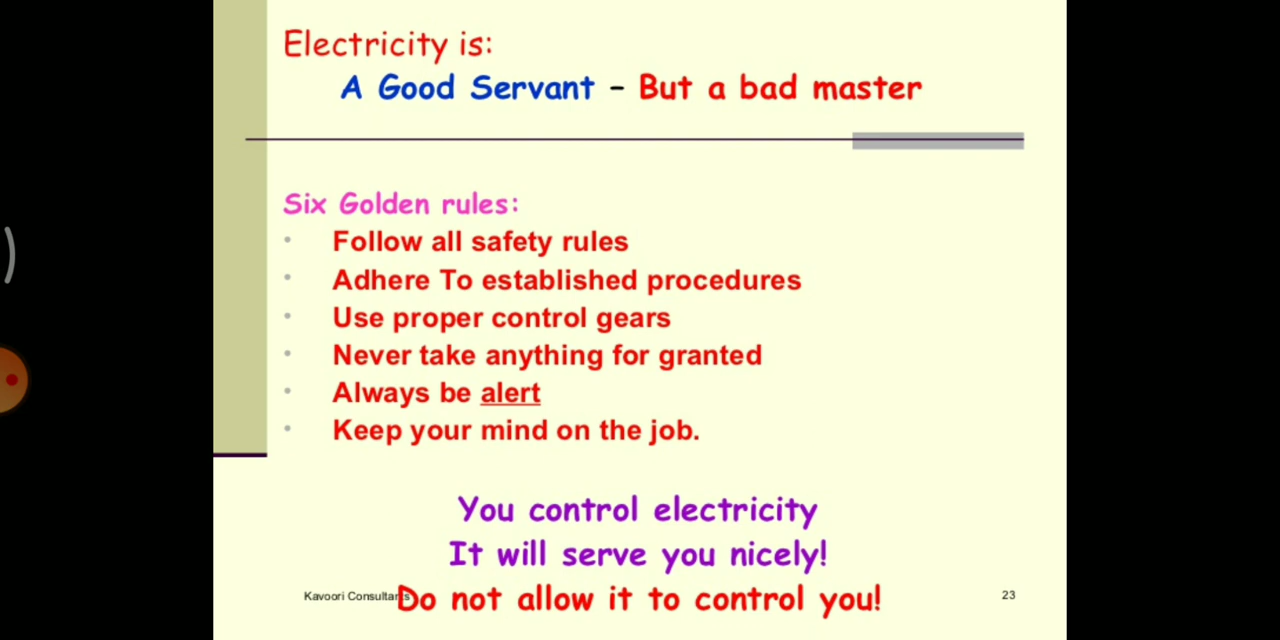 Electricity is:
A Good Servant – But a bad master
Six Golden rules:
• Follow all safety rules
• Adhere To established procedures
• Use proper control gears
• Never take anything for granted
• Always be alert
• Keep your mind on the job.
You control electricity
It will serve you nicely!
Do not allow it to control you!
Kavoori Consultants
23